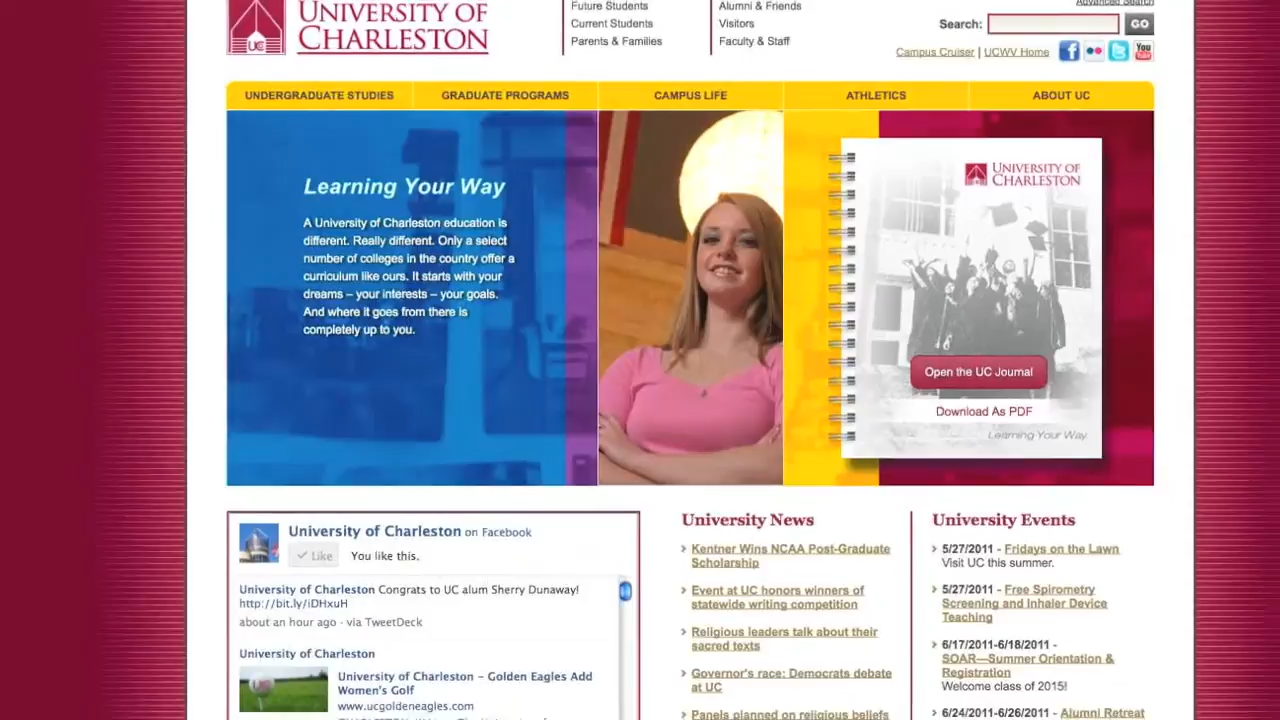 UNIVERSITY OF
CHARLESTON
UC
Future Students
Current Students
Parents & Families
Alumni & Friends
Visitors
Faculty & Staff
Advanced Search
Search:
GO
Campus Cruiser | UCWV Home
f
t
You
Tube
UNDERGRADUATE STUDIES
GRADUATE PROGRAMS
CAMPUS LIFE
ATHLETICS
ABOUT UC
Learning Your Way
A University of Charleston education is
different. Really different. Only a select
number of colleges in the country offer a
curriculum like ours. It starts with your
dreams – your interests – your goals.
And where it goes from there is
completely up to you.
UNIVERSITY OF
CHARLESTON
Open the UC Journal
Download As PDF
Learning Your Way
University of Charleston on Facebook
Like
You like this.
University of Charleston Congrats to UC alum Sherry Dunaway!
http://bit.ly/iDHxuH
about an hour ago · via TweetDeck
University of Charleston
University of Charleston – Golden Eagles Add
Women's Golf
www.ucgoldeneagles.com
University News
Kentner Wins NCAA Post-Graduate
Scholarship
Event at UC honors winners of
statewide writing competition
Religious leaders talk about their
sacred texts
Governor's race: Democrats debate
at UC
Panels planned on religious beliefs
University Events
5/27/2011 - Fridays on the Lawn
Visit UC this summer.
5/27/2011 - Free Spirometry
Screening and Inhaler Device
Teaching
6/17/2011-6/18/2011 -
SOAR—Summer Orientation &
Registration
Welcome class of 2015!
6/24/2011-6/26/2011 - Alumni Retreat